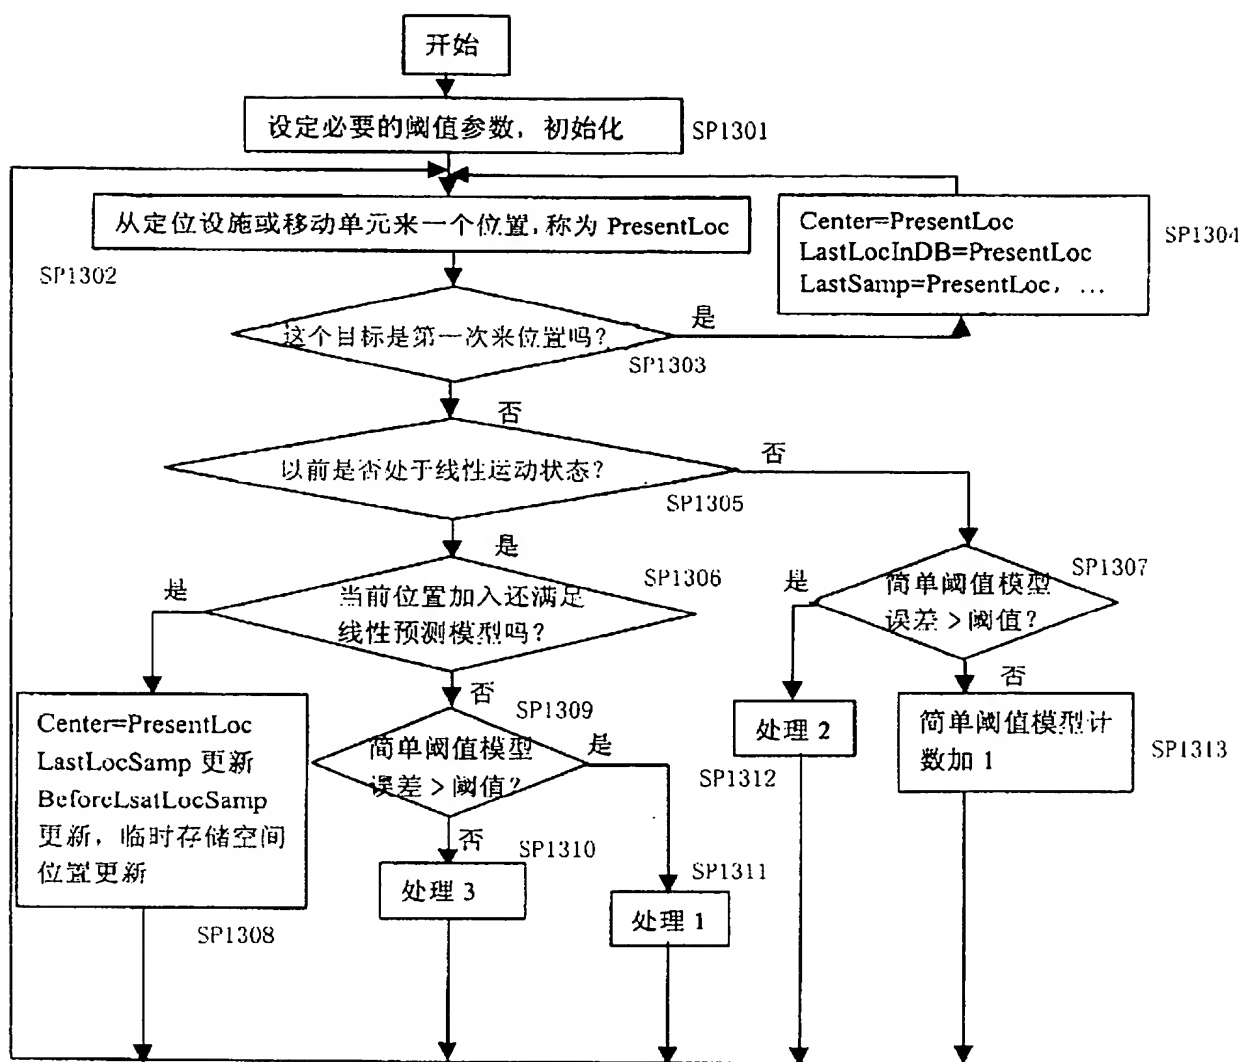 开始
设定必要的阈值参数，初始化
SP1301
从定位设施或移动单元来一个位置，称为 PresentLoc
SP1302
Center=PresentLoc
LastLocInDB=PresentLoc
LastSamp=PresentLoc，…
SP1304
这个目标是第一次来位置吗？
是
SP1303
否
以前是否处于线性运动状态？
否
SP1305
是
当前位置加入还满足
线性预测模型吗？
SP1306
是
简单阈值模型
误差＞阈值？
SP1307
是
否
Center=PresentLoc
LastLocSamp 更新
BeforeLsatLocSamp
更新，临时存储空间
位置更新
SP1308
否
SP1309
简单阈值模型
误差＞阈值？
是
否
SP1310
处理 3
SP1311
处理 1
处理 2
SP1312
简单阈值模型计
数加 1
SP1313